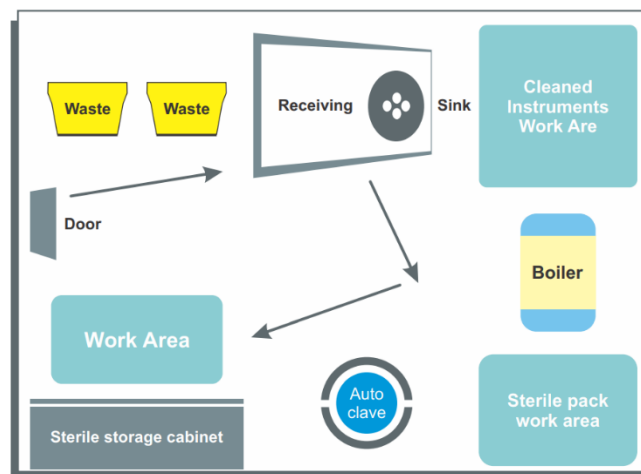 Waste
Waste
Receiving
Sink
Cleaned
Instruments
Work Are
Door
Boiler
Work Area
Auto
clave
Sterile pack
work area
Sterile storage cabinet